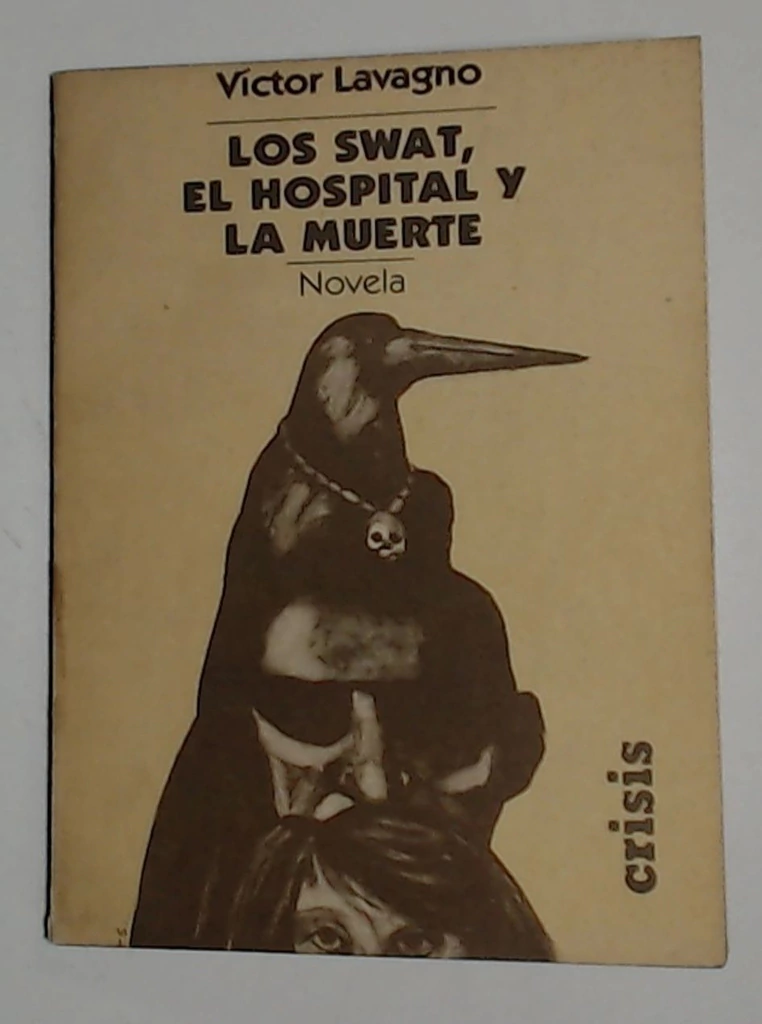 Víctor Lavagno
LOS SWAT,
EL HOSPITAL Y
LA MUERTE
Novela
crisis